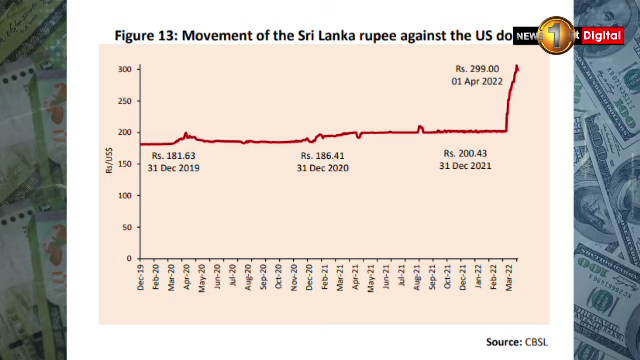 Figure 13: Movement of the Sri Lanka rupee against the US do
NEWS 1st Digital
Rs/US$
300
250
200
150
100
50
0
Rs. 299.00
01 Apr 2022
Rs. 181.63
31 Dec 2019
Rs. 186.41
31 Dec 2020
Rs. 200.43
31 Dec 2021
Dec-19
Feb-20
Mar-20
Apr-20
May-20
Jun-20
Jul-20
Aug-20
Sep-20
Oct-20
Nov-20
Dec-20
Feb-21
Mar-21
Apr-21
May-21
Jun-21
Jul-21
Aug-21
Sep-21
Oct-21
Nov-21
Dec-21
Jan-22
Feb-22
Mar-22
Source: CBSL
100